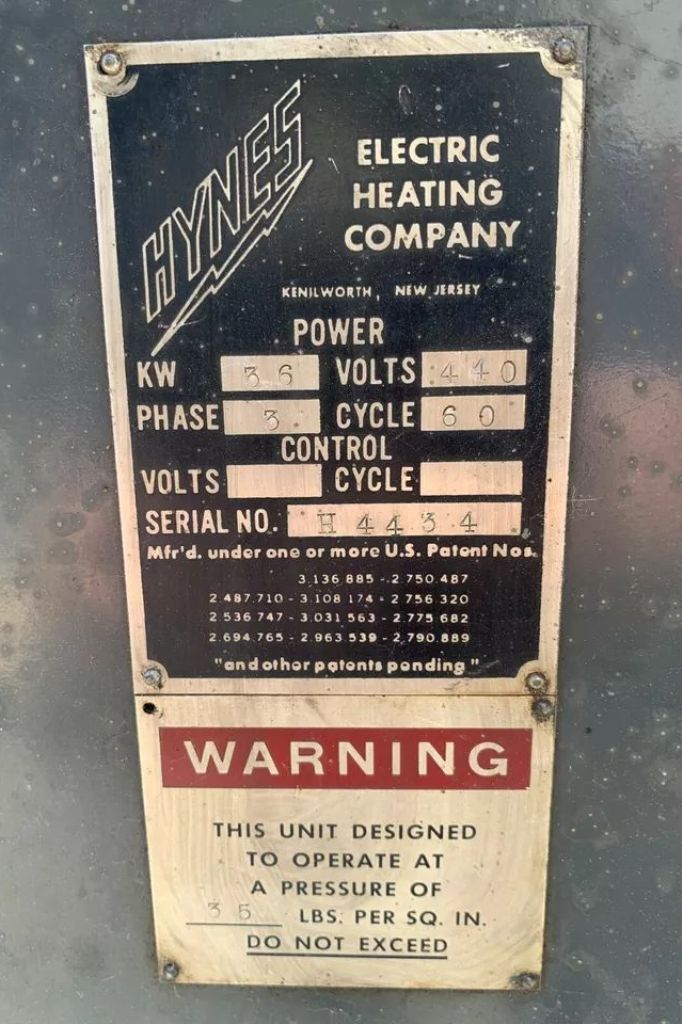 HYNES
ELECTRIC
HEATING
COMPANY
KENILWORTH, NEW JERSEY
POWER
KW 36 VOLTS 440
PHASE 3 CYCLE 60
CONTROL
VOLTS CYCLE
SERIAL NO. H4434
Mfr'd. under one or more U.S. Patent Nos.
3.136 885 - 2 750.487
2.487.710 - 3.108 174 - 2 756 320
2 536 747 - 3.031 563 - 2.775 682
2.694.765 - 2.963 539 - 2.790.889
"and other patents pending"
WARNING
THIS UNIT DESIGNED
TO OPERATE AT
A PRESSURE OF
35 LBS. PER SQ. IN.
DO NOT EXCEED